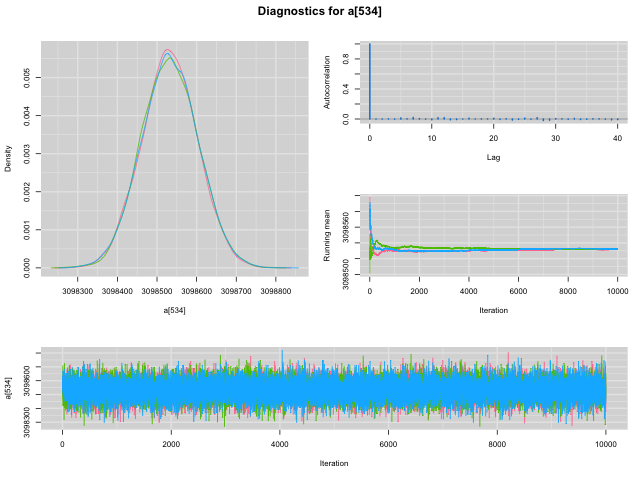 Diagnostics for a[534]
Density
0.000 0.001 0.002 0.003 0.004 0.005
3098300 3098400 3098500 3098600 3098700 3098800
a[534]
Autocorrelation
0.0 0.4 0.8
0 10 20 30 40
Lag
Running mean
3098500 3098560
0 2000 4000 6000 8000 10000
Iteration
a[534]
3098300 3098600
0 2000 4000 6000 8000 10000
Iteration